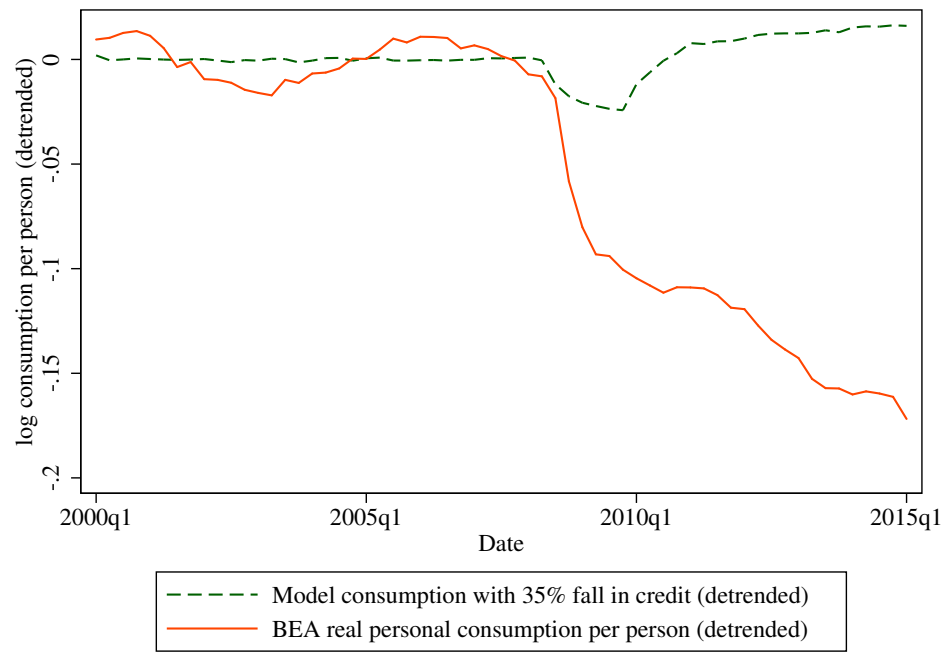 log consumption per person (detrended)
0
-.05
-.1
-.15
-.2
2000q1
2005q1
2010q1
2015q1
Date
Model consumption with 35% fall in credit (detrended)
BEA real personal consumption per person (detrended)